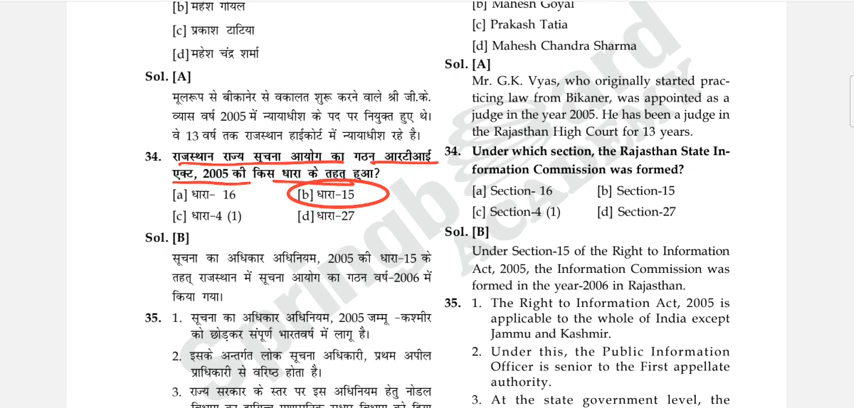 [b] महेश गोयल
[c] प्रकाश टाटिया
[d] महेश चंद्र शर्मा
Sol. [A]
मूलरूप से बीकानेर से वकालत शुरू करने वाले श्री जी.के.
व्यास वर्ष 2005 में न्यायाधीश के पद पर नियुक्त हुए थे।
वे 13 वर्ष तक राजस्थान हाईकोर्ट में न्यायाधीश रहे है।
34. राजस्थान राज्य सूचना आयोग का गठन आरटीआई
एक्ट, 2005 की किस धारा के तहत् हुआ?
[a] धारा- 16 [b] धारा-15
[c] धारा-4 (1) [d] धारा-27
Sol. [B]
सूचना का अधिकार अधिनियम, 2005 की धारा-15 के
तहत् राजस्थान में सूचना आयोग का गठन वर्ष-2006 में
किया गया।
35. 1. सूचना का अधिकार अधिनियम, 2005 जम्मू -कश्मीर
को छोड़कर संपूर्ण भारतवर्ष में लागू है।
2. इसके अन्तर्गत लोक सूचना अधिकारी, प्रथम अपील
प्राधिकारी से वरिष्ठ होता है।
3. राज्य सरकार के स्तर पर इस अधिनियम हेतु नोडल
[b] Mahesh Goyal
[c] Prakash Tatia
[d] Mahesh Chandra Sharma
Sol. [A]
Mr. G.K. Vyas, who originally started prac-
ticing law from Bikaner, was appointed as a
judge in the year 2005. He has been a judge in
the Rajasthan High Court for 13 years.
34. Under which section, the Rajasthan State In-
formation Commission was formed?
[a] Section- 16 [b] Section-15
[c] Section-4 (1) [d] Section-27
Sol. [B]
Under Section-15 of the Right to Information
Act, 2005, the Information Commission was
formed in the year-2006 in Rajasthan.
35. 1. The Right to Information Act, 2005 is
applicable to the whole of India except
Jammu and Kashmir.
2. Under this, the Public Information
Officer is senior to the First appellate
authority.
3. At the state government level, the
Springboard
ACADEMY